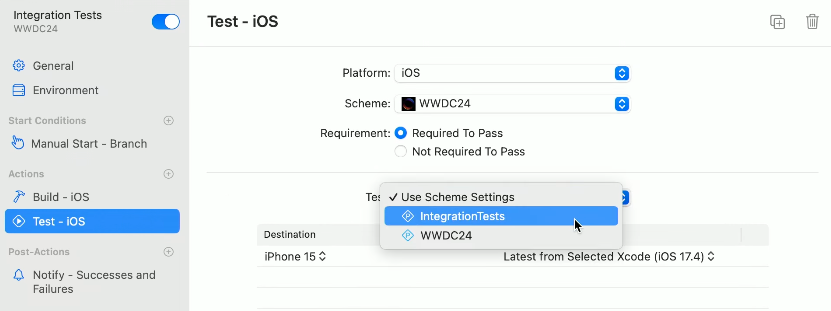 Integration Tests
WWDC24
General
Environment
Start Conditions
Manual Start - Branch
Actions
Build - iOS
Test - iOS
Post-Actions
Notify - Successes and
Failures
Test - iOS
Platform: iOS
Scheme: WWDC24
Requirement: Required To Pass
Not Required To Pass
Tes
Use Scheme Settings
IntegrationTests
WWDC24
Destination
iPhone 15 Latest from Selected Xcode (iOS 17.4)